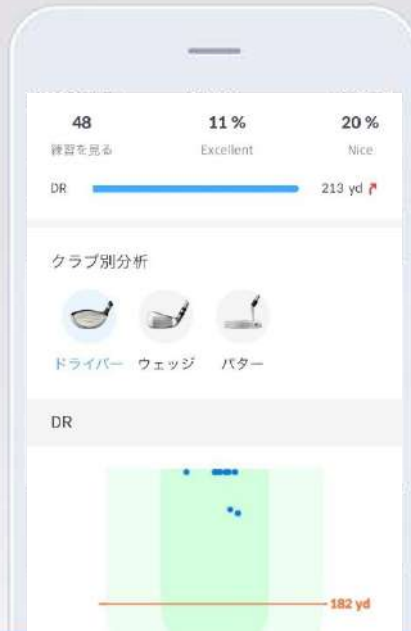 48 11 % 20 %
練習を見る Excellent Nice
DR 213 yd
クラブ別分析
ドライバー ウェッジ パター
DR
182 yd